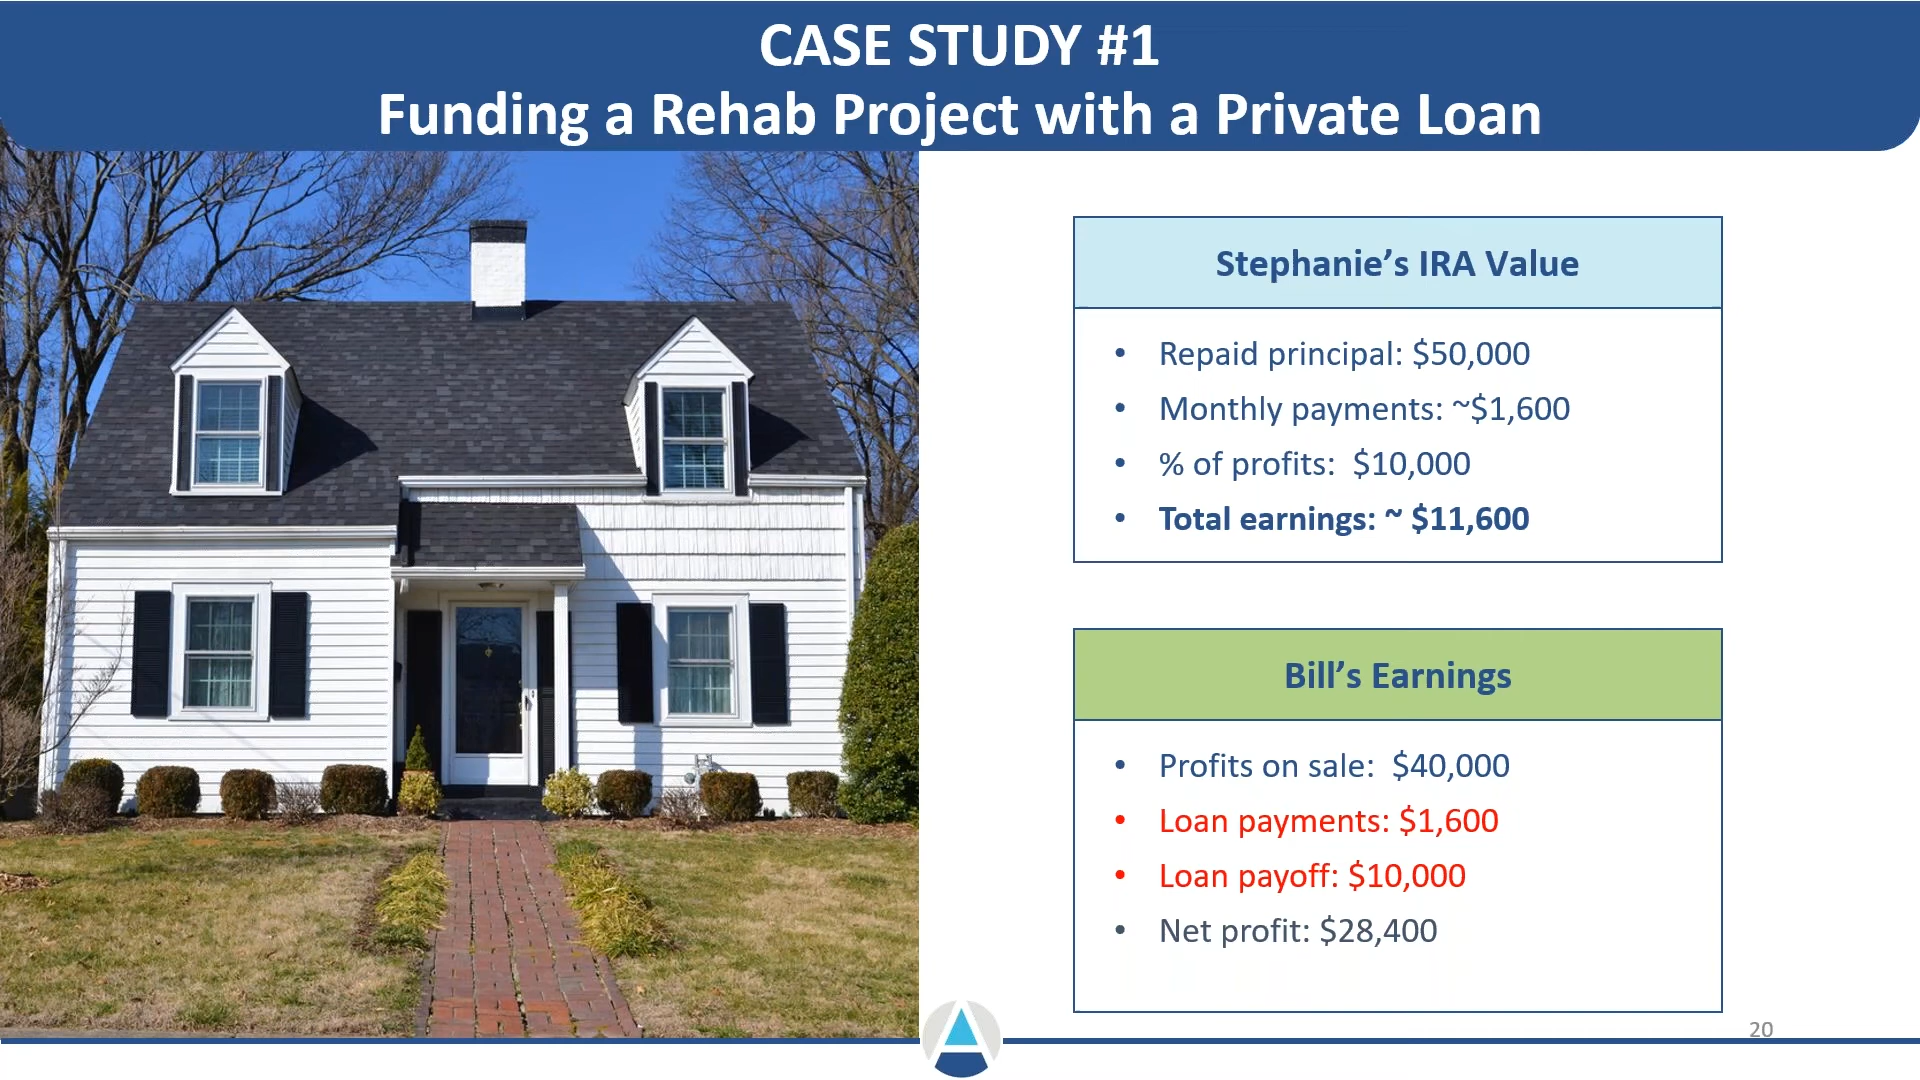 CASE STUDY #1
Funding a Rehab Project with a Private Loan
Stephanie’s IRA Value
• Repaid principal: $50,000
• Monthly payments: ~$1,600
• % of profits:  $10,000
• Total earnings: ~ $11,600
Bill’s Earnings
• Profits on sale:  $40,000
• Loan payments: $1,600
• Loan payoff: $10,000
• Net profit: $28,400
20